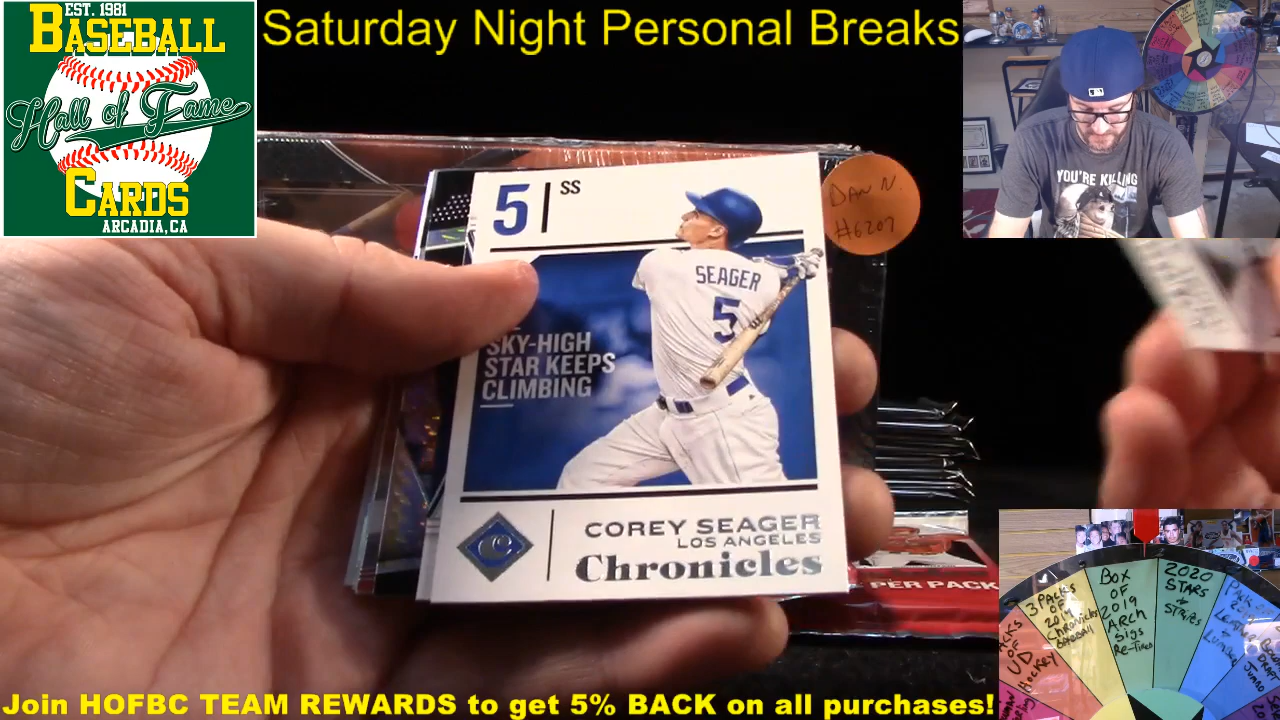 EST. 1981
BASEBALL
Hall of Fame
CARDS
ARCADIA, CA
Saturday Night Personal Breaks
YOU'RE KILLING
DAN N.
#6207
5 SS
SEAGER
5
SKY-HIGH
STAR KEEPS
CLIMBING
COREY SEAGER
LOS ANGELES
Chronicles
PER PACK
3 PACKS
OF
CHRONICLES
BASEBALL
BOX
OF
2019
ARCH
SIGS
RE-TIRED
2020
STARS
+
STRIPES
OF
UD
HOCKEY
Join HOFBC TEAM REWARDS to get 5% BACK on all purchases!